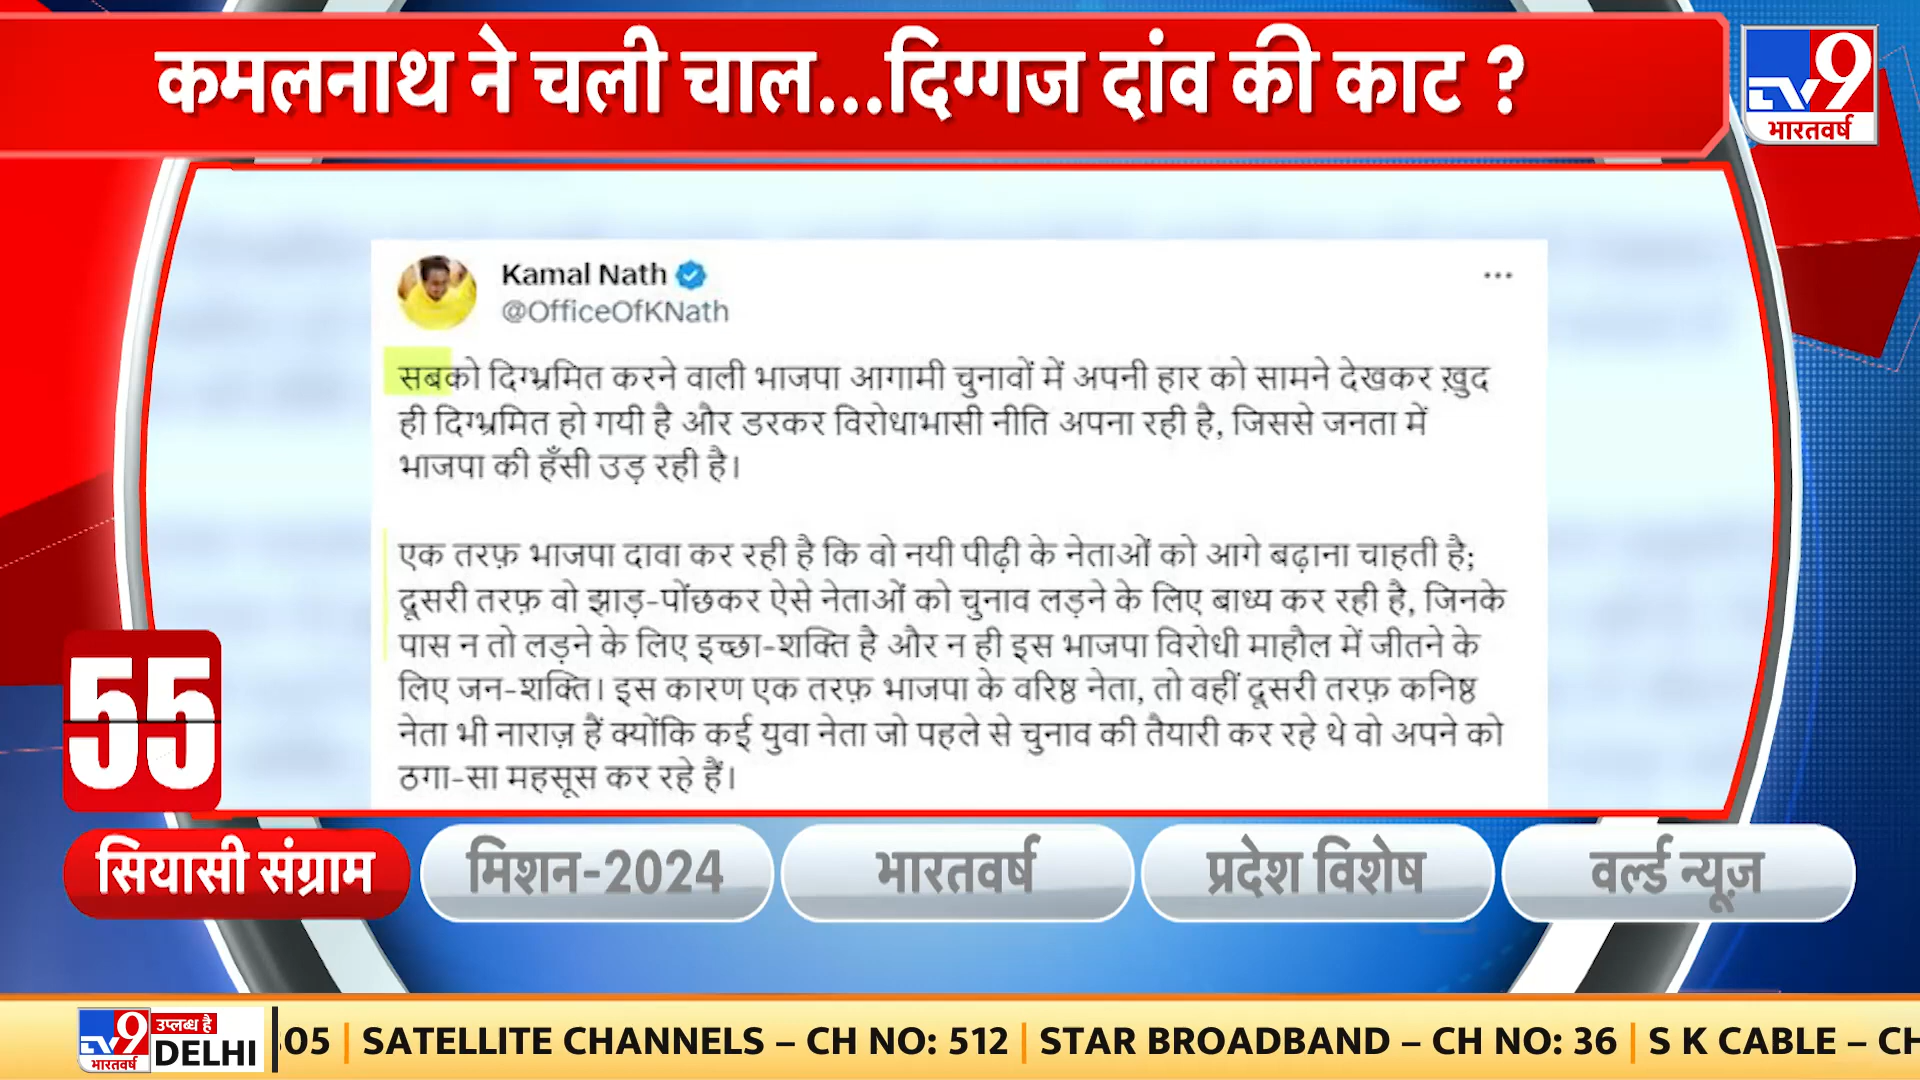 कमलनाथ ने चली चाल...दिग्गज दांव की काट ?
TV9
भारतवर्ष
Kamal Nath
@OfficeOfKNath
सबको दिग्भ्रमित करने वाली भाजपा आगामी चुनावों में अपनी हार को सामने देखकर ख़ुद
ही दिग्भ्रमित हो गयी है और डरकर विरोधाभासी नीति अपना रही है, जिससे जनता में
भाजपा की हँसी उड़ रही है।
एक तरफ़ भाजपा दावा कर रही है कि वो नयी पीढ़ी के नेताओं को आगे बढ़ाना चाहती है;
दूसरी तरफ़ वो झाड़-पोंछकर ऐसे नेताओं को चुनाव लड़ने के लिए बाध्य कर रही है, जिनके
पास न तो लड़ने के लिए इच्छा-शक्ति है और न ही इस भाजपा विरोधी माहौल में जीतने के
लिए जन-शक्ति। इस कारण एक तरफ़ भाजपा के वरिष्ठ नेता, तो वहीं दूसरी तरफ़ कनिष्ठ
नेता भी नाराज़ हैं क्योंकि कई युवा नेता जो पहले से चुनाव की तैयारी कर रहे थे वो अपने को
ठगा-सा महसूस कर रहे हैं।
55
सियासी संग्राम मिशन-2024 भारतवर्ष प्रदेश विशेष वर्ल्ड न्यूज़
TV9 भारतवर्ष उप्लब्ध है DELHI 05 | SATELLITE CHANNELS – CH NO: 512 | STAR BROADBAND – CH NO: 36 | S K CABLE – CH